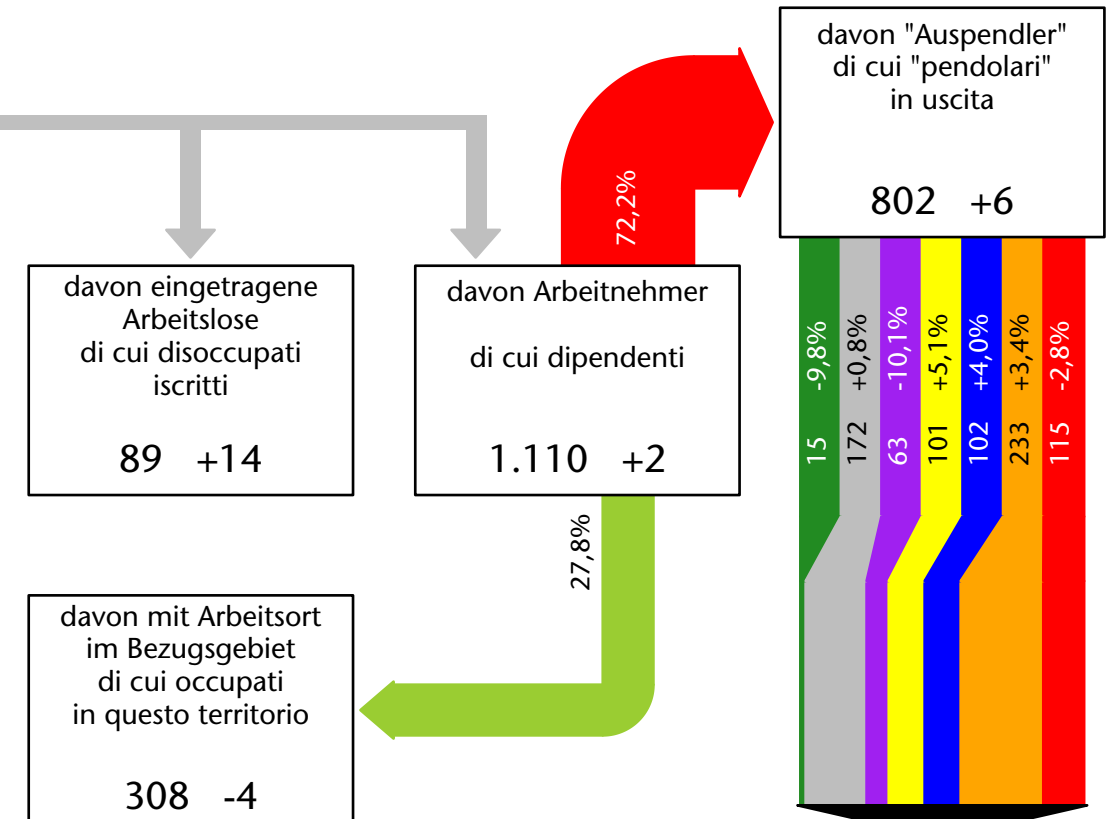 davon "Auspendler"
di cui "pendolari"
in uscita
802 +6
72,2%
davon eingetragene
Arbeitslose
di cui disoccupati
iscritti
89 +14
davon Arbeitnehmer
di cui dipendenti
1.110 +2
15 -9,8%
172 +0,8%
63 -10,1%
101 +5,1%
102 +4,0%
233 +3,4%
115 -2,8%
27,8%
davon mit Arbeitsort
im Bezugsgebiet
di cui occupati
in questo territorio
308 -4